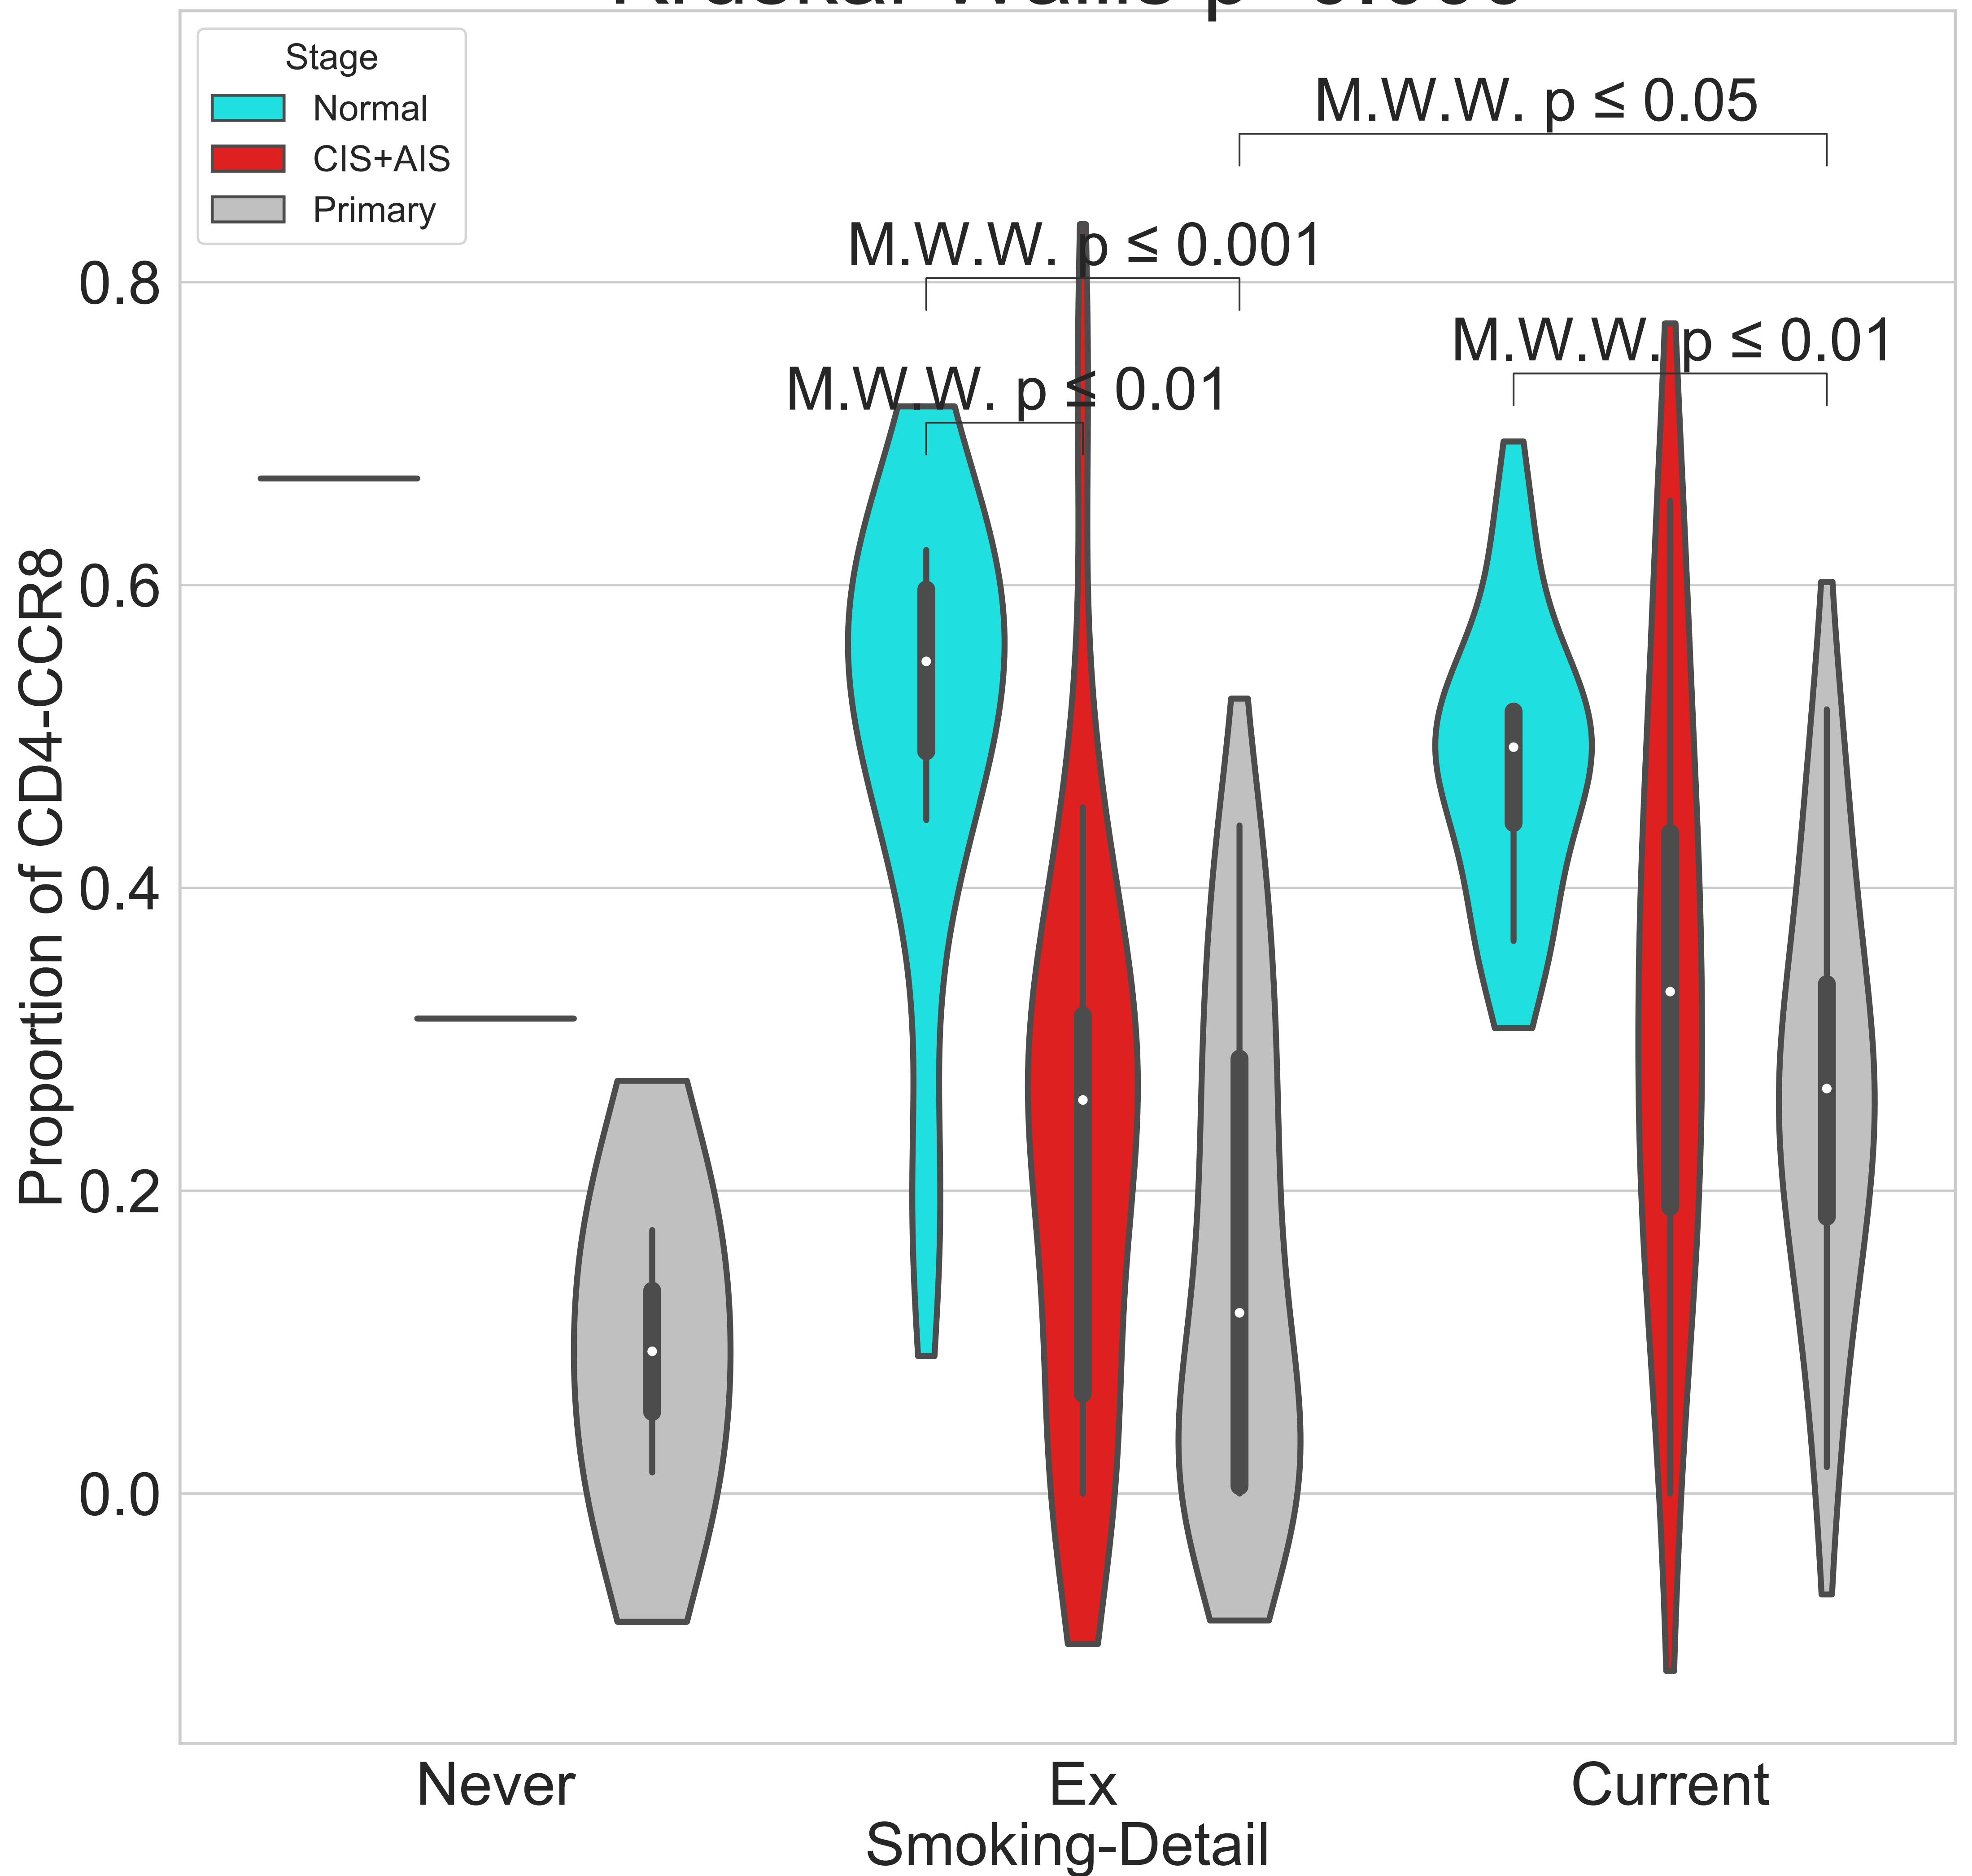 Stage
Normal
CIS+AIS
Primary
M.W.W. p ≤ 0.05
M.W.W. p ≤ 0.001
M.W.W. p ≤ 0.01
M.W.W. p ≤ 0.01
0.8
0.6
0.4
0.2
0.0
Proportion of CD4-CCR8
Never
Ex
Current
Smoking-Detail